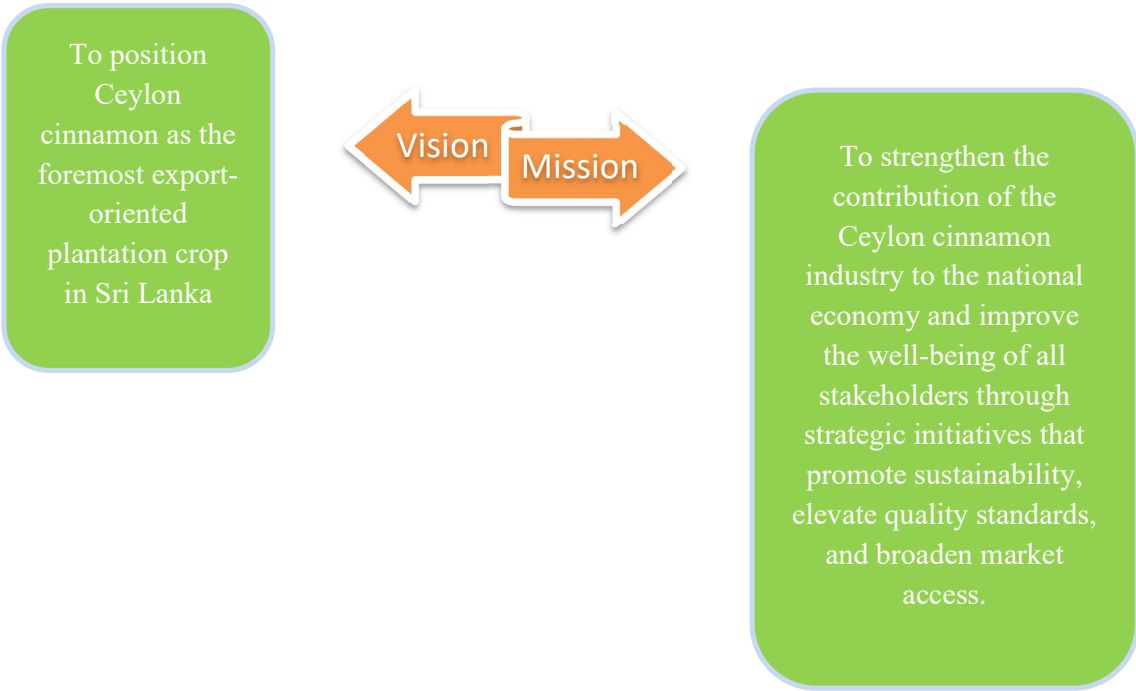 To position
Ceylon
cinnamon as the
foremost export-
oriented
plantation crop
in Sri Lanka
Vision
Mission
To strengthen the
contribution of the
Ceylon cinnamon
industry to the national
economy and improve
the well-being of all
stakeholders through
strategic initiatives that
promote sustainability,
elevate quality standards,
and broaden market
access.